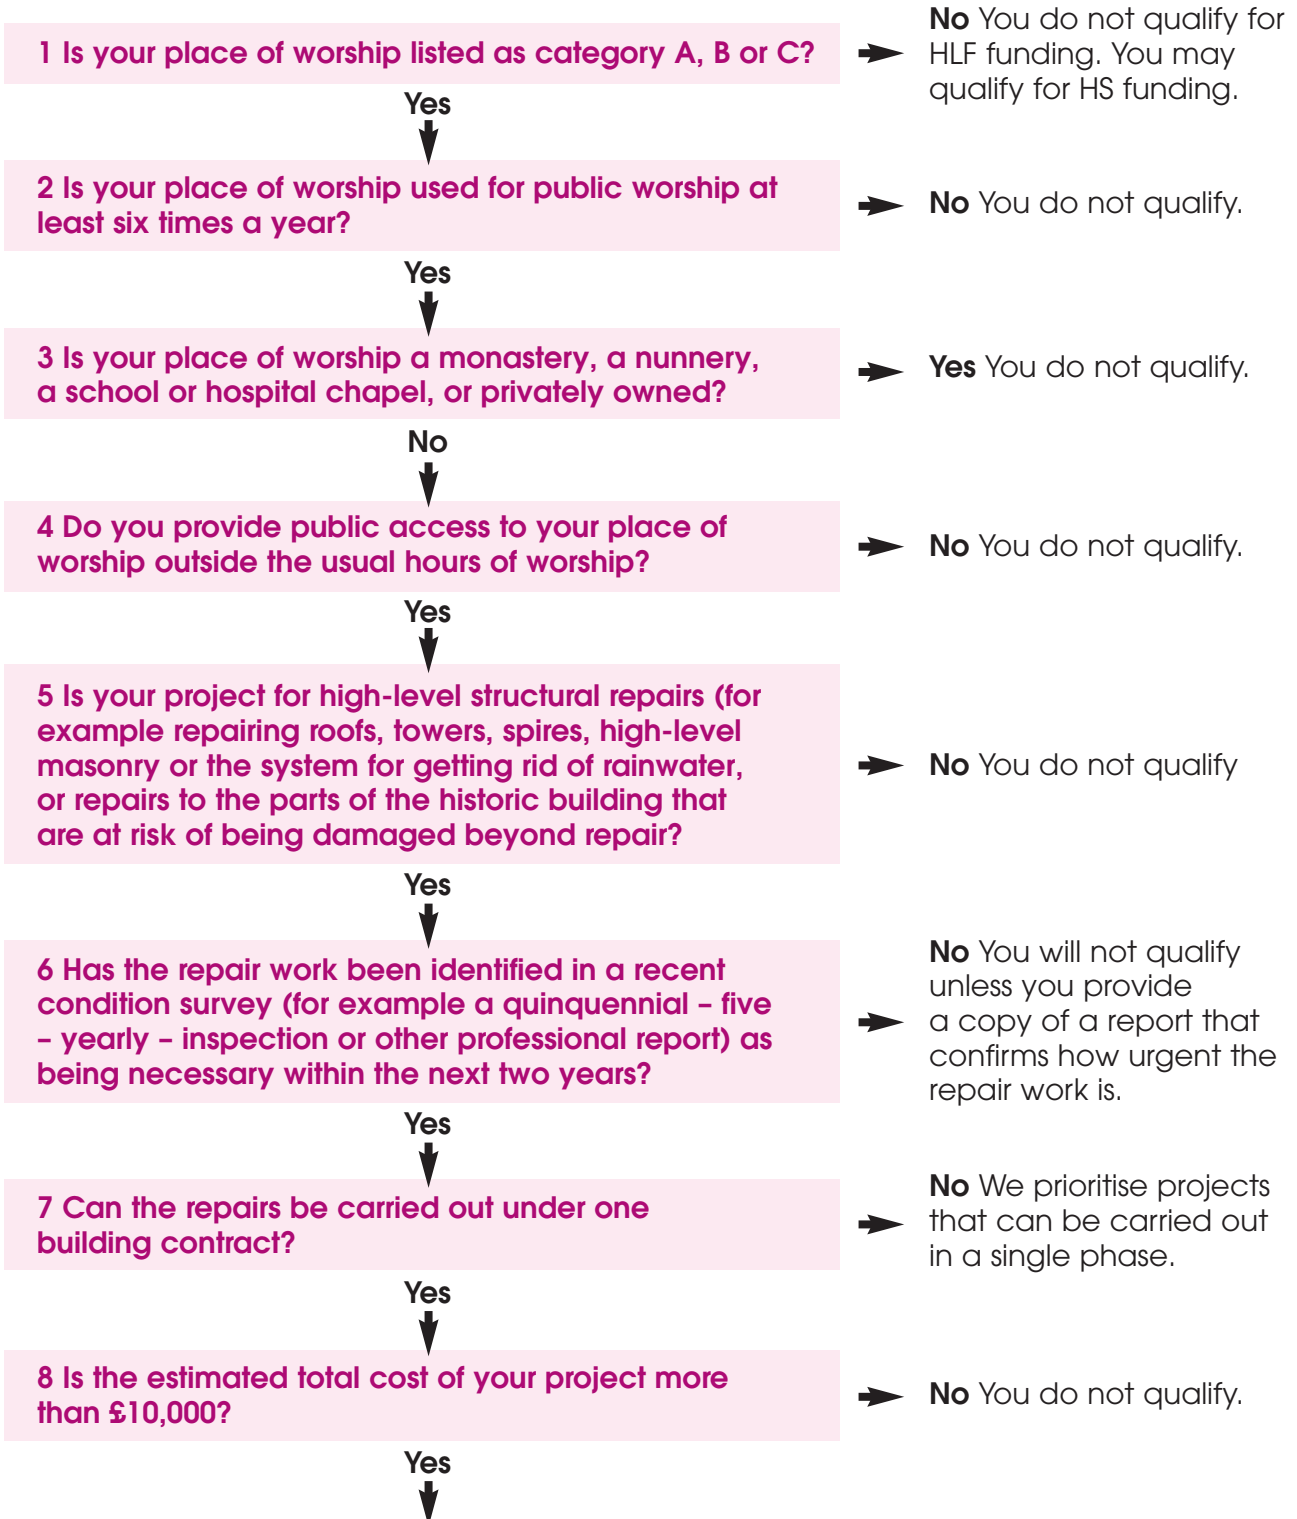 1 Is your place of worship listed as category A, B or C?
No You do not qualify for
HLF funding. You may
qualify for HS funding.
Yes
2 Is your place of worship used for public worship at
least six times a year?
No You do not qualify.
Yes
3 Is your place of worship a monastery, a nunnery,
a school or hospital chapel, or privately owned?
Yes You do not qualify.
No
4 Do you provide public access to your place of
worship outside the usual hours of worship?
No You do not qualify.
Yes
5 Is your project for high-level structural repairs (for
example repairing roofs, towers, spires, high-level
masonry or the system for getting rid of rainwater,
or repairs to the parts of the historic building that
are at risk of being damaged beyond repair?
No You do not qualify
Yes
6 Has the repair work been identified in a recent
condition survey (for example a quinquennial – five
– yearly – inspection or other professional report) as
being necessary within the next two years?
No You will not qualify
unless you provide
a copy of a report that
confirms how urgent the
repair work is.
Yes
7 Can the repairs be carried out under one
building contract?
No We prioritise projects
that can be carried out
in a single phase.
Yes
8 Is the estimated total cost of your project more
than £10,000?
No You do not qualify.
Yes